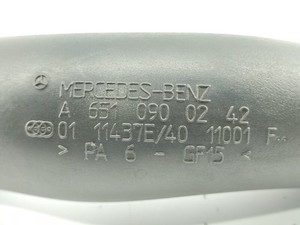 MERCEDES-BENZ
A 651 090 02 42
01 11437E/40 11001 F
> PA 6 - GF15 <